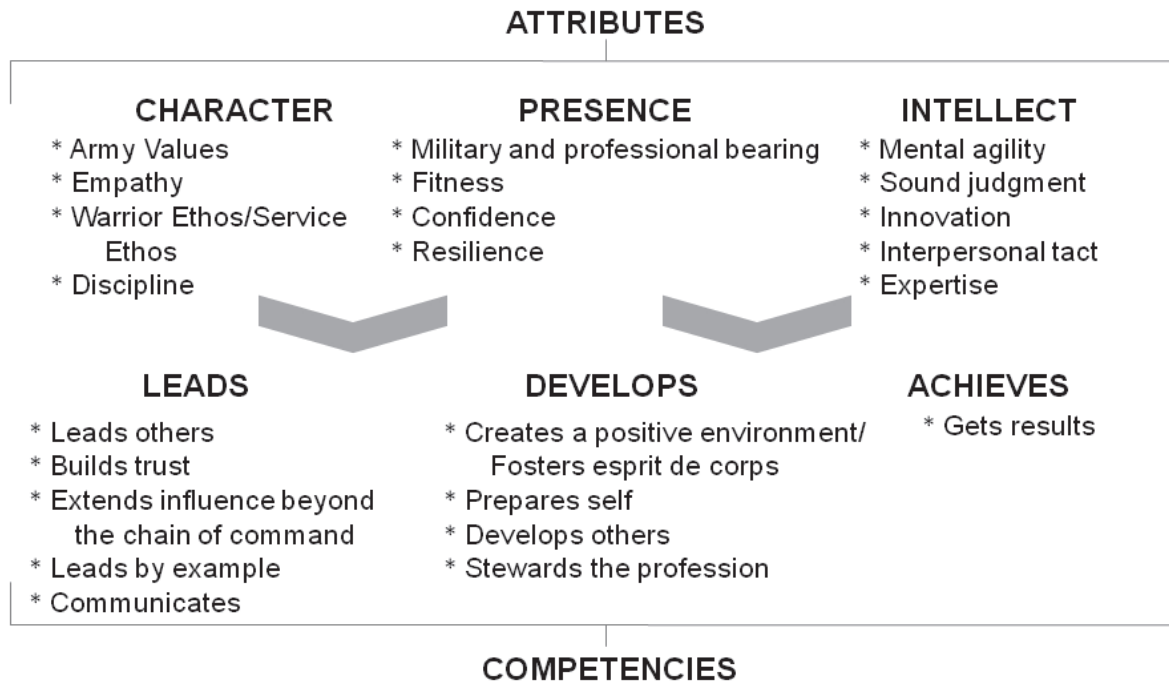 ATTRIBUTES
CHARACTER
* Army Values
* Empathy
* Warrior Ethos/Service
Ethos
* Discipline
PRESENCE
* Military and professional bearing
* Fitness
* Confidence
* Resilience
INTELLECT
* Mental agility
* Sound judgment
* Innovation
* Interpersonal tact
* Expertise
LEADS
* Leads others
* Builds trust
* Extends influence beyond
the chain of command
* Leads by example
* Communicates
DEVELOPS
* Creates a positive environment/
Fosters esprit de corps
* Prepares self
* Develops others
* Stewards the profession
ACHIEVES
* Gets results
COMPETENCIES